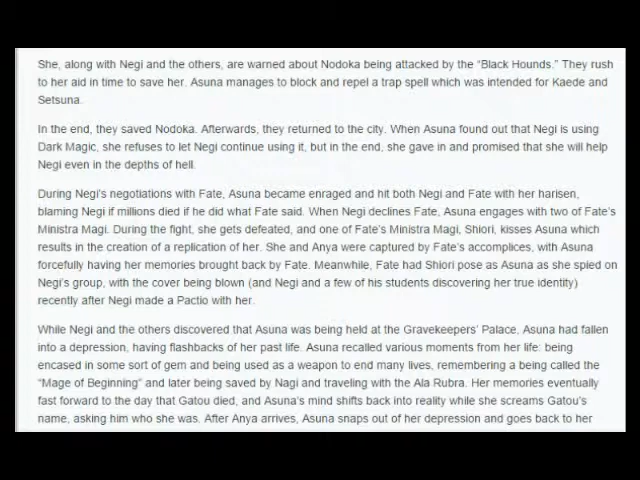 She, along with Negi and the others, are warned about Nodoka being attacked by the “Black Hounds.” They rush
to her aid in time to save her. Asuna manages to block and repel a trap spell which was intended for Kaede and
Setsuna.
In the end, they saved Nodoka. Afterwards, they returned to the city. When Asuna found out that Negi is using
Dark Magic, she refuses to let Negi continue using it, but in the end, she gave in and promised that she will help
Negi even in the depths of hell.
During Negi’s negotiations with Fate, Asuna became enraged and hit both Negi and Fate with her harisen,
blaming Negi if millions died if he did what Fate said. When Negi declines Fate, Asuna engages with two of Fate’s
Ministra Magi. During the fight, she gets defeated, and one of Fate’s Ministra Magi, Shiori, kisses Asuna which
results in the creation of a replication of her. She and Anya were captured by Fate’s accomplices, with Asuna
forcefully having her memories brought back by Fate. Meanwhile, Fate had Shiori pose as Asuna as she spied on
Negi’s group, with the cover being blown (and Negi and a few of his students discovering her true identity)
recently after Negi made a Pactio with her.
While Negi and the others discovered that Asuna was being held at the Gravekeepers’ Palace, Asuna had fallen
into a depression, having flashbacks of her past life. Asuna recalled various moments from her life: being
encased in some sort of gem and being used as a weapon to end many lives, remembering a being called the
“Mage of Beginning” and later being saved by Nagi and traveling with the Ala Rubra. Her memories eventually
fast forward to the day that Gatou died, and Asuna’s mind shifts back into reality while she screams Gatou’s
name, asking him who she was. After Anya arrives, Asuna snaps out of her depression and goes back to her